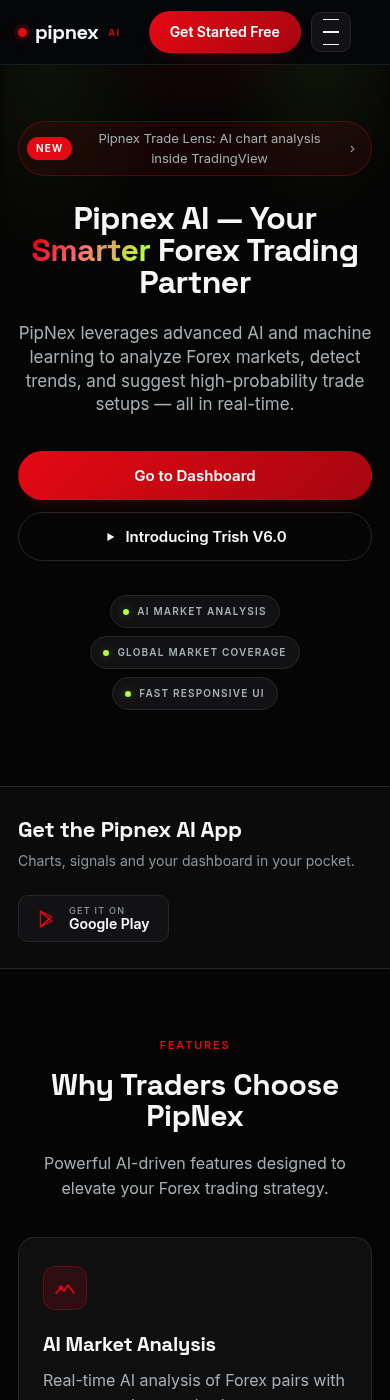 pipnex AI
Get Started Free
NEW
Pipnex Trade Lens: AI chart analysis
inside TradingView
›
Pipnex AI — Your
Smarter Forex Trading
Partner
PipNex leverages advanced AI and machine
learning to analyze Forex markets, detect
trends, and suggest high-probability trade
setups — all in real-time.
Go to Dashboard
Introducing Trish V6.0
AI MARKET ANALYSIS
GLOBAL MARKET COVERAGE
FAST RESPONSIVE UI
Get the Pipnex AI App
Charts, signals and your dashboard in your pocket.
GET IT ON
Google Play
FEATURES
Why Traders Choose
PipNex
Powerful AI-driven features designed to
elevate your Forex trading strategy.
AI Market Analysis
Real-time AI analysis of Forex pairs with